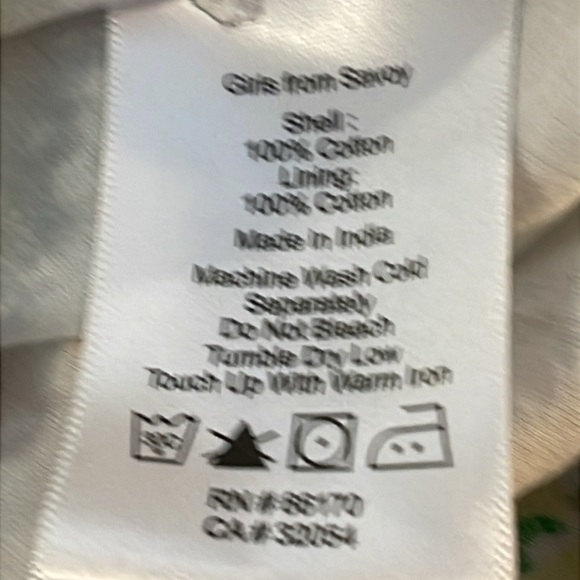 Girls from Savoy
Shell:
100% Cotton
Lining:
100% Cotton
Made In India
Machine Wash Cold
Separately
Do Not Bleach
Tumble Dry Low
Touch Up With Warm Iron
RN # 66170
CA # 32054